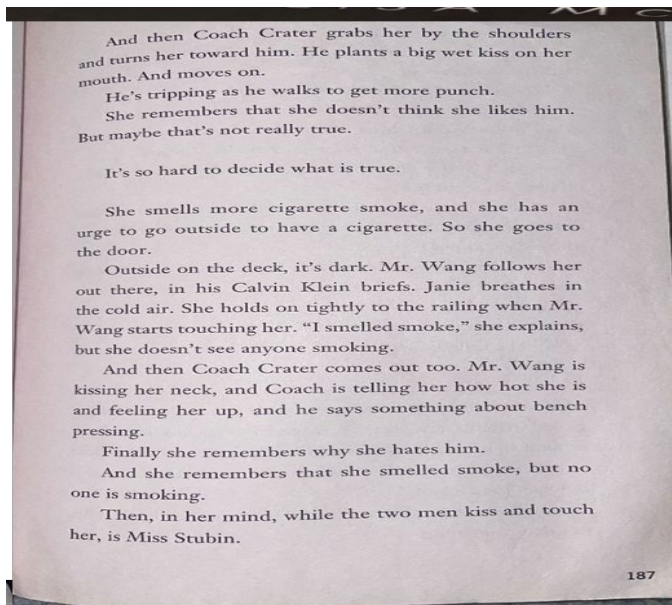 And then Coach Crater grabs her by the shoulders
and turns her toward him. He plants a big wet kiss on her
mouth. And moves on.
He's tripping as he walks to get more punch.
She remembers that she doesn't think she likes him.
But maybe that's not really true.
It's so hard to decide what is true.
She smells more cigarette smoke, and she has an
urge to go outside to have a cigarette. So she goes to
the door.
Outside on the deck, it's dark. Mr. Wang follows her
out there, in his Calvin Klein briefs. Janie breathes in
the cold air. She holds on tightly to the railing when Mr.
Wang starts touching her. “I smelled smoke,” she explains,
but she doesn't see anyone smoking.
And then Coach Crater comes out too. Mr. Wang is
kissing her neck, and Coach is telling her how hot she is
and feeling her up, and he says something about bench
pressing.
Finally she remembers why she hates him.
And she remembers that she smelled smoke, but no
one is smoking.
Then, in her mind, while the two men kiss and touch
her, is Miss Stubin.
187